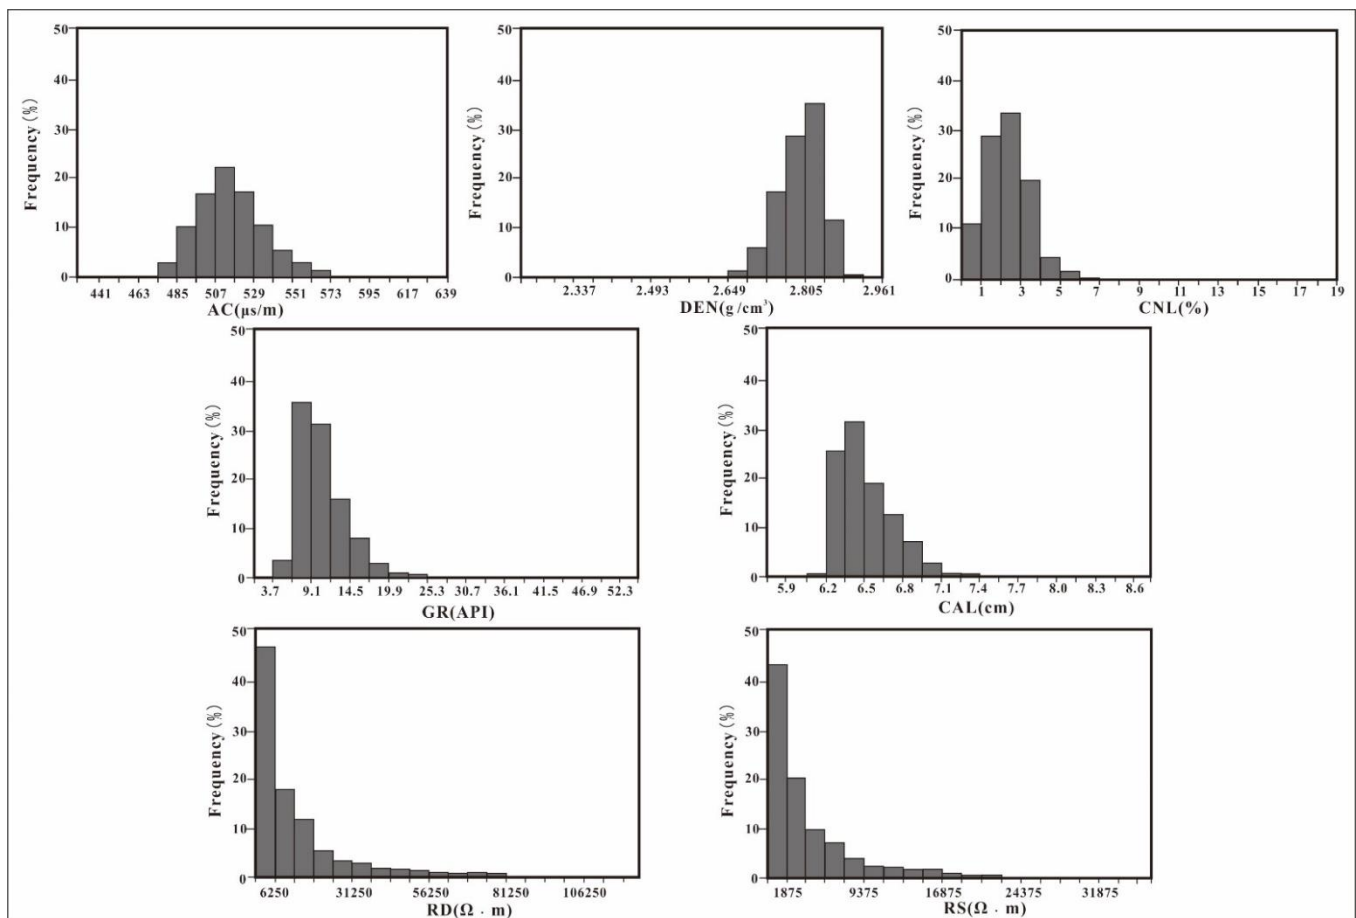 Frequency(%)
50
40
30
20
10
0
441 463 485 507 529 551 573 595 617 639
AC(μs/m)
Frequency(%)
50
40
30
20
10
0
2.337 2.493 2.649 2.805 2.961
DEN(g/cm³)
Frequency(%)
50
40
30
20
10
0
1 3 5 7 9 11 13 15 17 19
CNL(%)
Frequency(%)
50
40
30
20
10
0
3.7 9.1 14.5 19.9 25.3 30.7 36.1 41.5 46.9 52.3
GR(API)
Frequency(%)
50
40
30
20
10
0
5.9 6.2 6.5 6.8 7.1 7.4 7.7 8.0 8.3 8.6
CAL(cm)
Frequency(%)
50
40
30
20
10
0
6250 31250 56250 81250 106250
RD(Ω · m)
Frequency(%)
50
40
30
20
10
0
1875 9375 16875 24375 31875
RS(Ω · m)